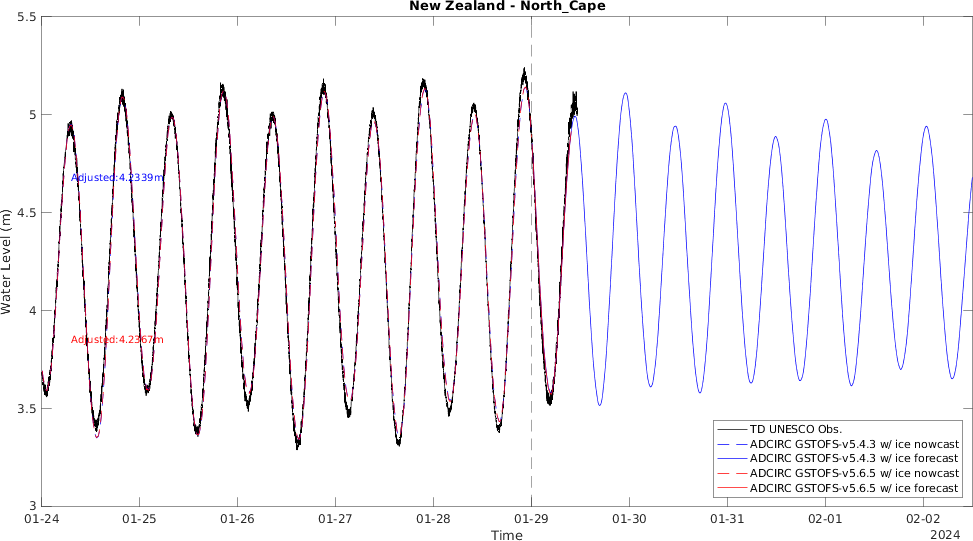 New Zealand - North_Cape
5.5
5
4.5
4
3.5
3
Water Level (m)
Adjusted:4.2339m
Adjusted:4.2367m
TD UNESCO Obs.
ADCIRC GSTOFS-v5.4.3 w/ ice nowcast
ADCIRC GSTOFS-v5.4.3 w/ ice forecast
ADCIRC GSTOFS-v5.6.5 w/ ice nowcast
ADCIRC GSTOFS-v5.6.5 w/ ice forecast
01-24 01-25 01-26 01-27 01-28 01-29 01-30 01-31 02-01 02-02
Time
2024